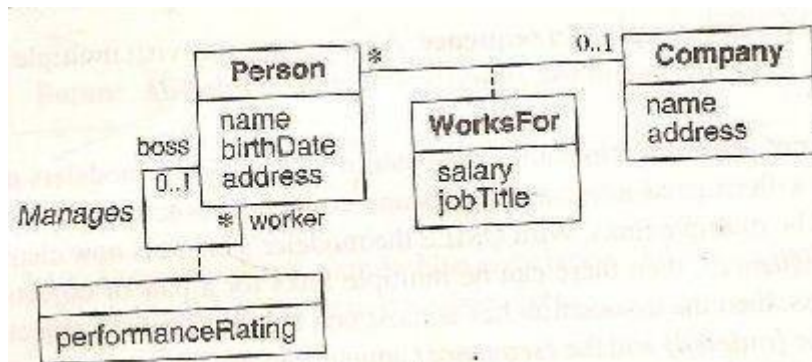 Person
name
birthDate
address
*
0..1
Company
name
address
WorksFor
salary
jobTitle
boss
0..1
Manages
* worker
performanceRating